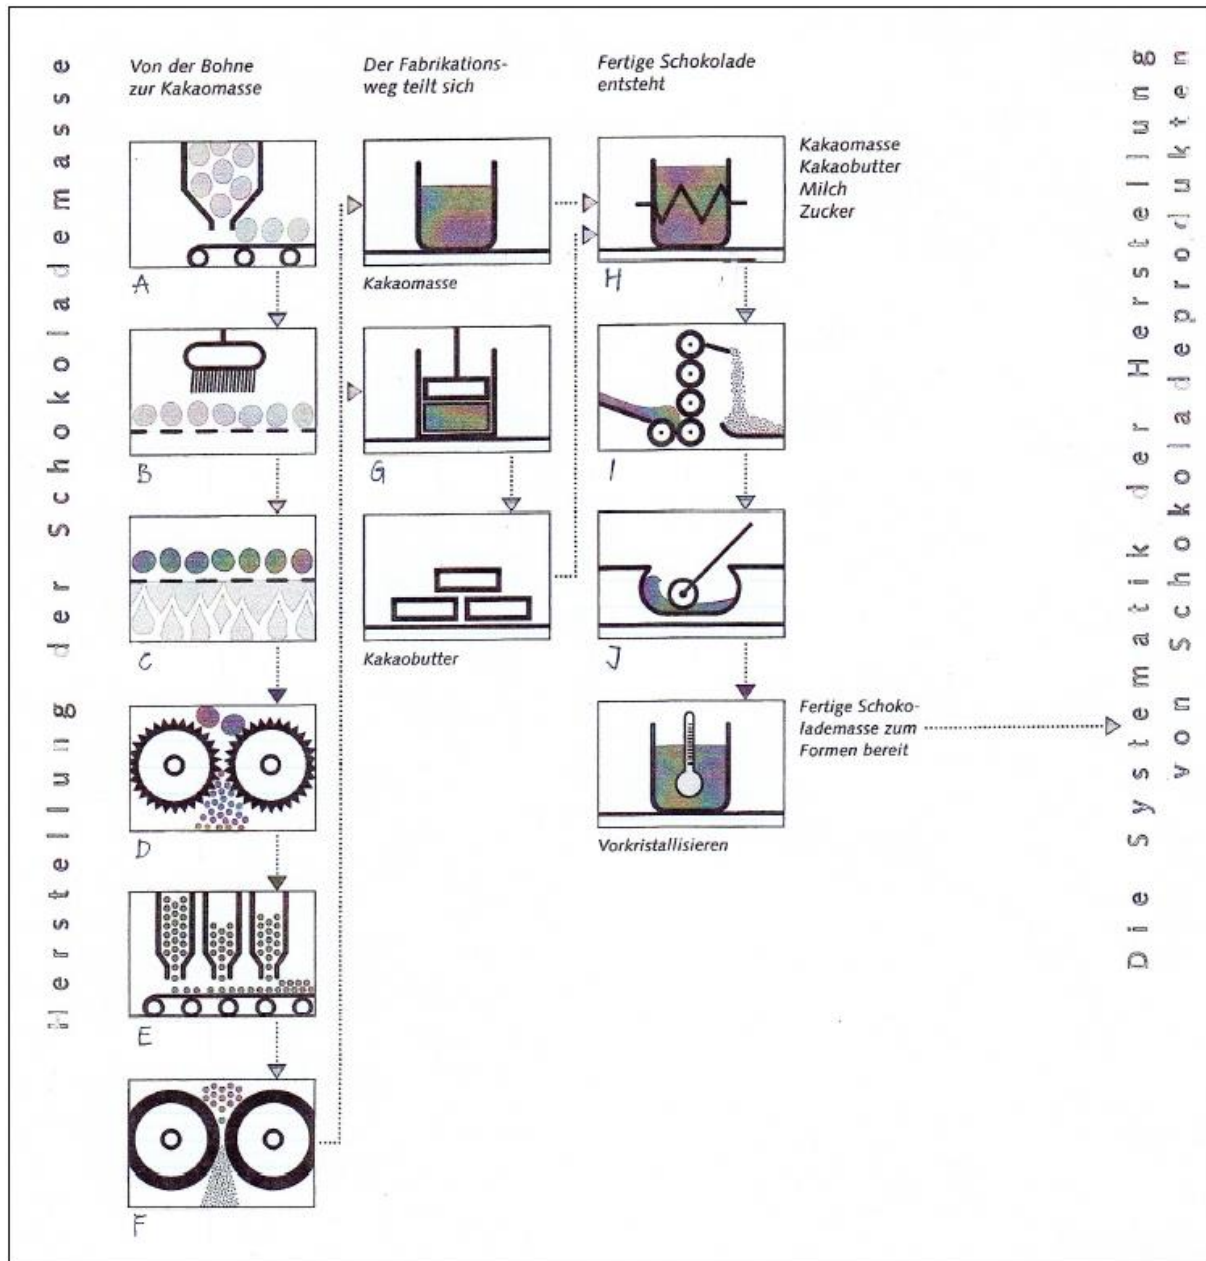 Herstellung der Schokolademasse
Von der Bohne
zur Kakaomasse
A
B
C
D
E
F
Der Fabrikations-
weg teilt sich
Kakaomasse
G
Kakaobutter
Fertige Schokolade
entsteht
Kakaomasse
Kakaobutter
Milch
Zucker
H
I
J
Vorkristallisieren
Fertige Schoko-
lademasse zum
Formen bereit
Die Systematik der Herstellung
von Schokoladeprodukten